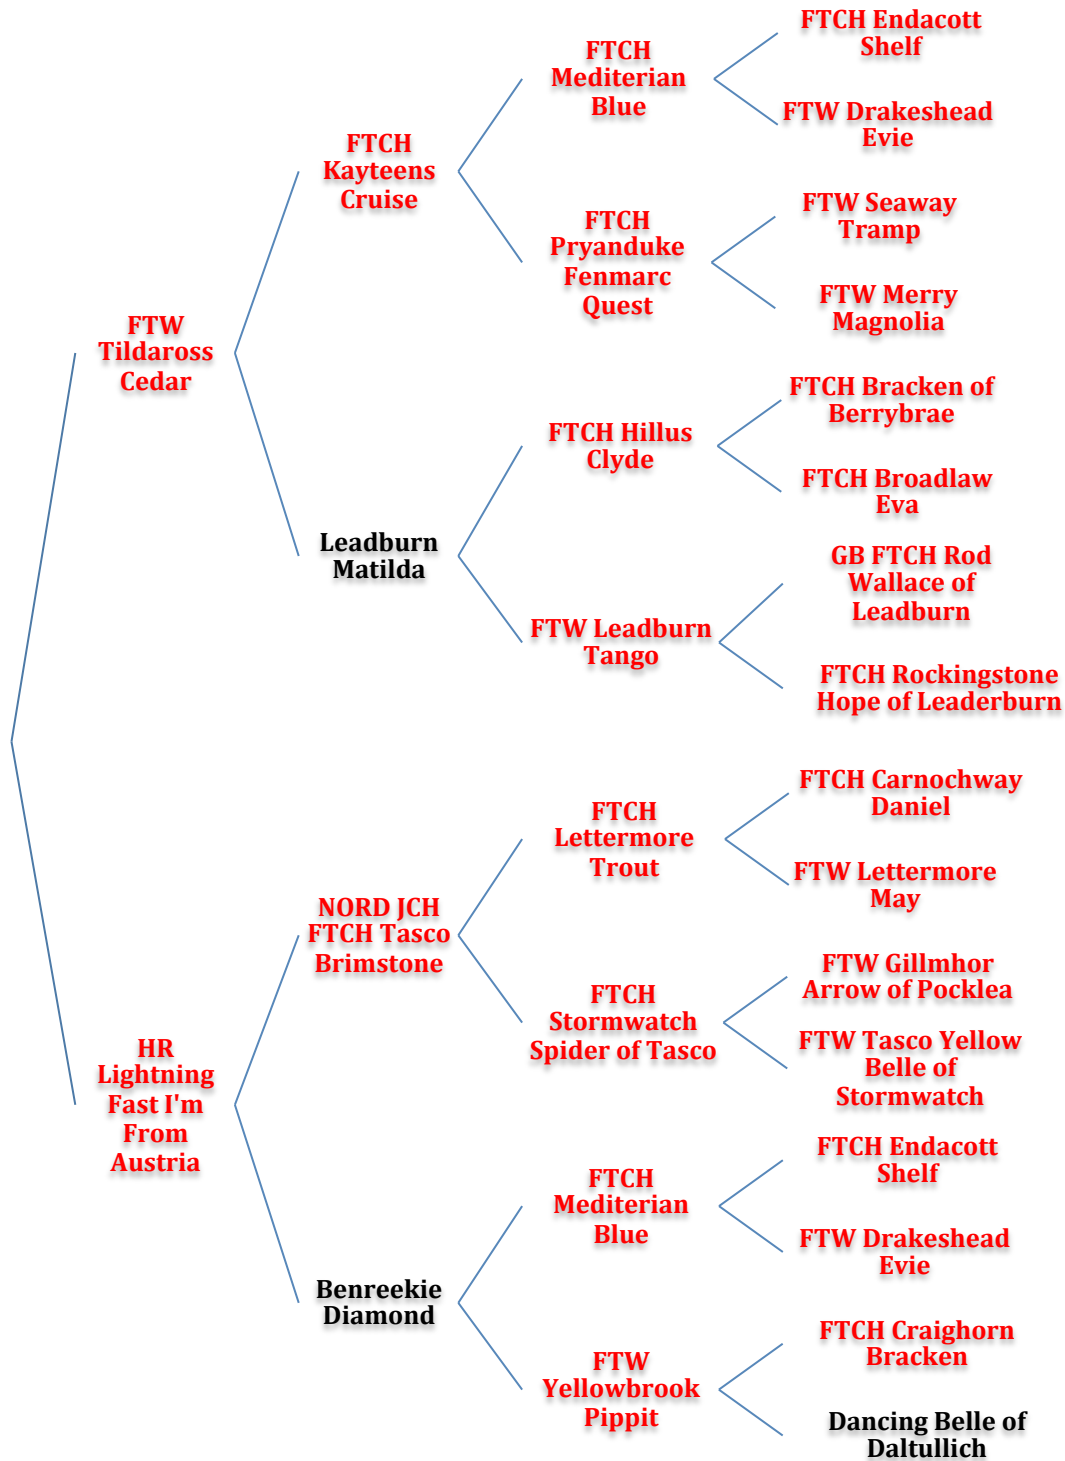 FTW
Tildaross
Cedar
HR
Lightning
Fast I'm
From
Austria
FTCH
Kayteens
Cruise
Leadburn
Matilda
NORD JCH
FTCH Tasco
Brimstone
Benreekie
Diamond
FTCH
Mediterian
Blue
FTCH
Pryanduke
Fenmarc
Quest
FTCH Hillus
Clyde
FTW Leadburn
Tango
FTCH
Lettermore
Trout
FTCH
Stormwatch
Spider of Tasco
FTCH
Mediterian
Blue
FTW
Yellowbrook
Pippit
FTCH Endacott
Shelf
FTW Drakeshead
Evie
FTW Seaway
Tramp
FTW Merry
Magnolia
FTCH Bracken of
Berrybrae
FTCH Broadlaw
Eva
GB FTCH Rod
Wallace of
Leadburn
FTCH Rockingstone
Hope of Leaderburn
FTCH Carnochway
Daniel
FTW Lettermore
May
FTW Gillmhor
Arrow of Pocklea
FTW Tasco Yellow
Belle of
Stormwatch
FTCH Endacott
Shelf
FTW Drakeshead
Evie
FTCH Craighorn
Bracken
Dancing Belle of
Daltullich